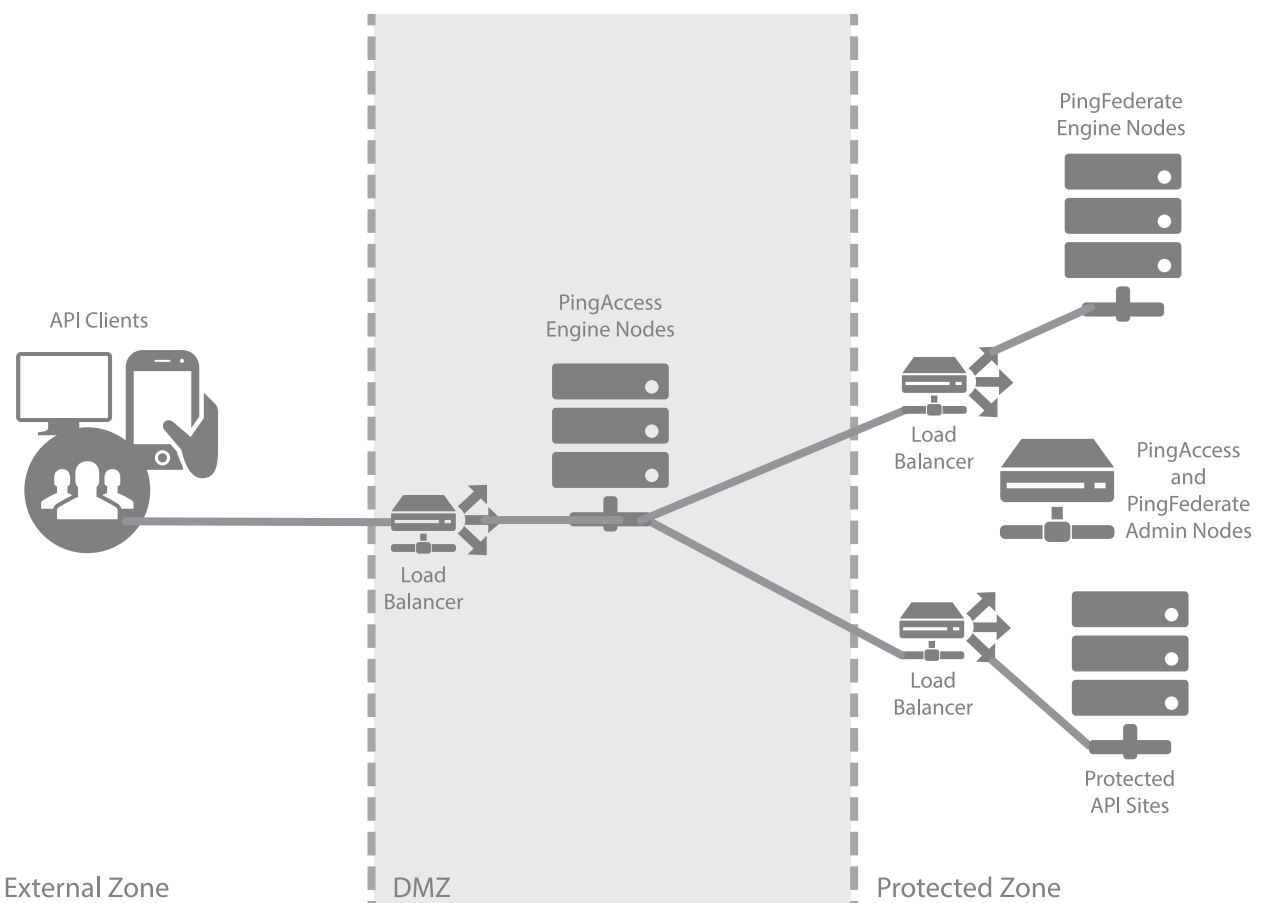 API Clients
PingAccess
Engine Nodes
Load
Balancer
PingFederate
Engine Nodes
Load
Balancer
PingAccess
and
PingFederate
Admin Nodes
Load
Balancer
Protected
API Sites
External Zone
DMZ
Protected Zone